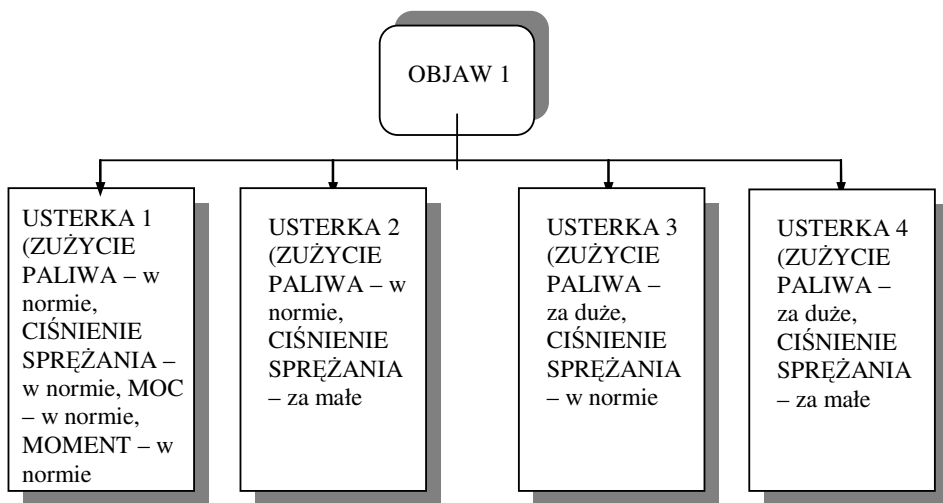 OBJAW 1
USTERKA 1
(ZUŻYCIE
PALIWA – w
normie,
CIŚNIENIE
SPRĘŻANIA –
w normie, MOC
– w normie,
MOMENT – w
normie
USTERKA 2
(ZUŻYCIE
PALIWA – w
normie,
CIŚNIENIE
SPRĘŻANIA
– za małe
USTERKA 3
(ZUŻYCIE
PALIWA –
za duże,
CIŚNIENIE
SPRĘŻANIA
– w normie
USTERKA 4
(ZUŻYCIE
PALIWA –
za duże,
CIŚNIENIE
SPRĘŻANIA –
za małe